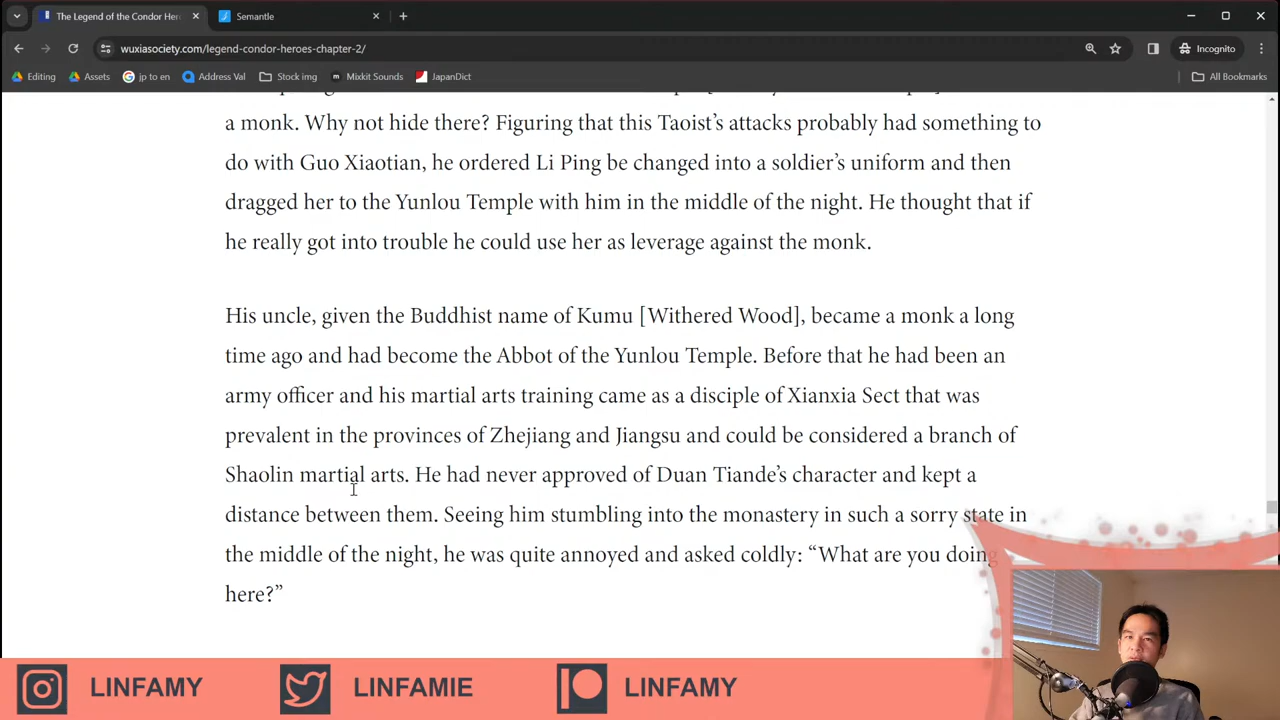 The Legend of the Condor Her
Semantle
wuxiasociety.com/legend-condor-heroes-chapter-2/
Incognito
Editing
Assets
jp to en
Address Val
Stock img
Mixkit Sounds
JapanDict
All Bookmarks
a monk. Why not hide there? Figuring that this Taoist’s attacks probably had something to
do with Guo Xiaotian, he ordered Li Ping be changed into a soldier’s uniform and then
dragged her to the Yunlou Temple with him in the middle of the night. He thought that if
he really got into trouble he could use her as leverage against the monk.
His uncle, given the Buddhist name of Kumu [Withered Wood], became a monk a long
time ago and had become the Abbot of the Yunlou Temple. Before that he had been an
army officer and his martial arts training came as a disciple of Xianxia Sect that was
prevalent in the provinces of Zhejiang and Jiangsu and could be considered a branch of
Shaolin martial arts. He had never approved of Duan Tiande’s character and kept a
distance between them. Seeing him stumbling into the monastery in such a sorry state in
the middle of the night, he was quite annoyed and asked coldly: “What are you doing
here?”
LINFAMY
LINFAMIE
LINFAMY